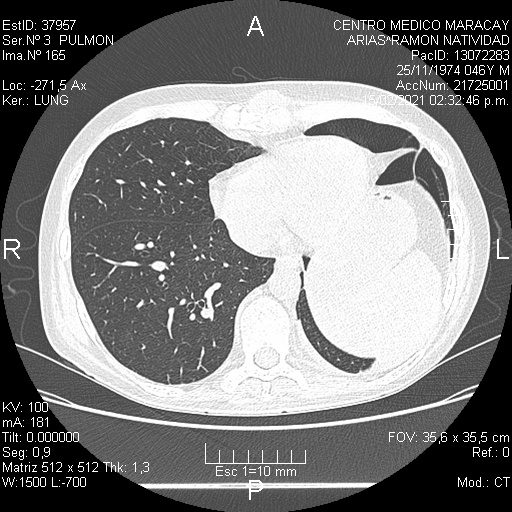 EstID: 37957
Ser.Nº 3 PULMON
Ima.Nº 165
Loc: -271,5 Ax
Ker.: LUNG
A
CENTRO MEDICO MARACAY
ARIAS^RAMON NATIVIDAD
PacID: 13072283
25/11/1974 046Y M
AccNum: 21725001
15/02/2021 02:32:46 p.m.
R
L
KV: 100
mA: 181
Tilt: 0.000000
Seg: 0,9
Matriz 512 x 512 Thk: 1,3
W:1500 L:-700
Esc 1=10 mm
P
FOV: 35,6 x 35,5 cm
Ref.: 0
Mod.: CT